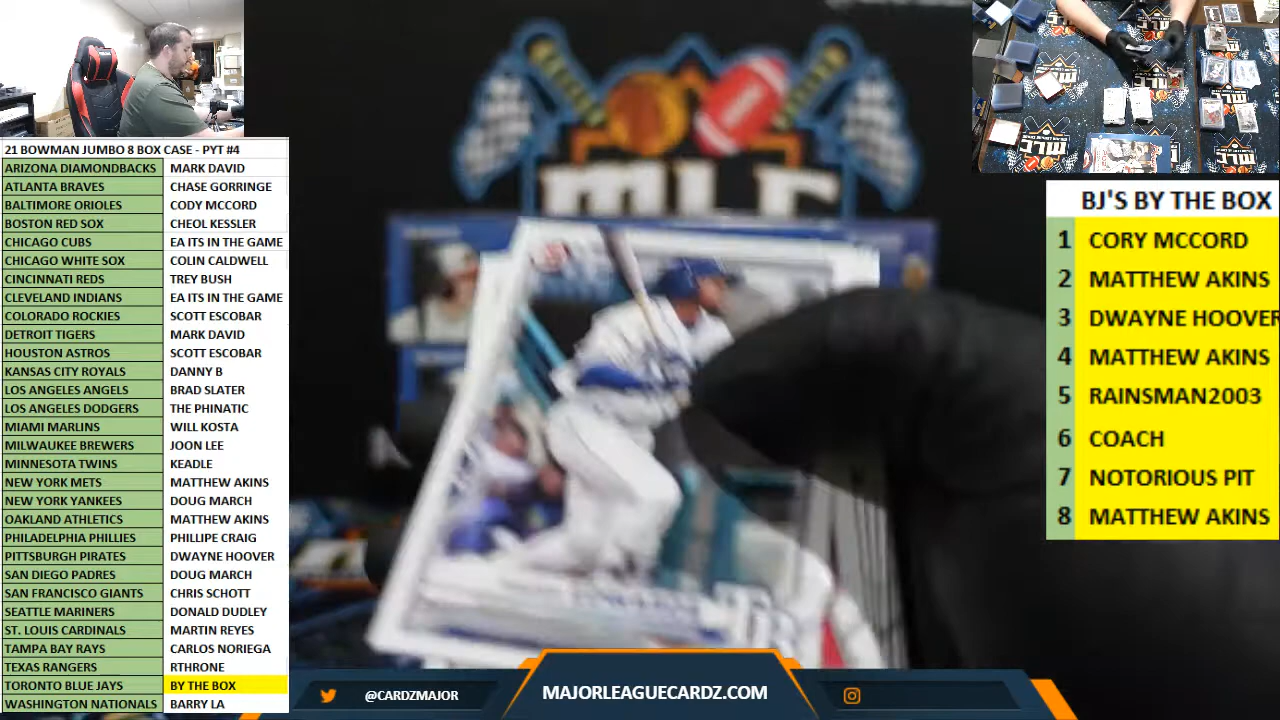 21 BOWMAN JUMBO 8 BOX CASE - PYT #4
ARIZONA DIAMONDBACKS MARK DAVID
ATLANTA BRAVES CHASE GORRINGE
BALTIMORE ORIOLES CODY MCCORD
BOSTON RED SOX CHEOL KESSLER
CHICAGO CUBS EA ITS IN THE GAME
CHICAGO WHITE SOX COLIN CALDWELL
CINCINNATI REDS TREY BUSH
CLEVELAND INDIANS EA ITS IN THE GAME
COLORADO ROCKIES SCOTT ESCOBAR
DETROIT TIGERS MARK DAVID
HOUSTON ASTROS SCOTT ESCOBAR
KANSAS CITY ROYALS DANNY B
LOS ANGELES ANGELS BRAD SLATER
LOS ANGELES DODGERS THE PHINATIC
MIAMI MARLINS WILL KOSTA
MILWAUKEE BREWERS JOON LEE
MINNESOTA TWINS KEADLE
NEW YORK METS MATTHEW AKINS
NEW YORK YANKEES DOUG MARCH
OAKLAND ATHLETICS MATTHEW AKINS
PHILADELPHIA PHILLIES PHILLIPE CRAIG
PITTSBURGH PIRATES DWAYNE HOOVER
SAN DIEGO PADRES DOUG MARCH
SAN FRANCISCO GIANTS CHRIS SCHOTT
SEATTLE MARINERS DONALD DUDLEY
ST. LOUIS CARDINALS MARTIN REYES
TAMPA BAY RAYS CARLOS NORIEGA
TEXAS RANGERS RTHRONE
TORONTO BLUE JAYS BY THE BOX
WASHINGTON NATIONALS BARRY LA
MLC
BJ'S BY THE BOX
1 CORY MCCORD
2 MATTHEW AKINS
3 DWAYNE HOOVER
4 MATTHEW AKINS
5 RAINSMAN2003
6 COACH
7 NOTORIOUS PIT
8 MATTHEW AKINS
@CARDZMAJOR
MAJORLEAGUECARDZ.COM